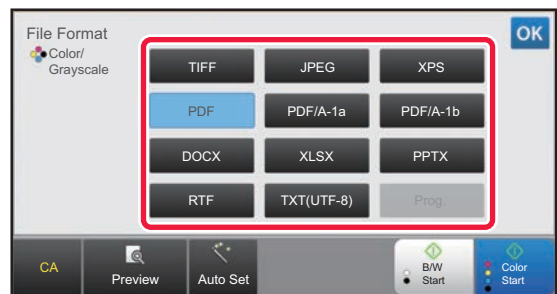 File Format
OK
Color/
Grayscale
TIFF
JPEG
XPS
PDF
PDF/A-1a
PDF/A-1b
DOCX
XLSX
PPTX
RTF
TXT(UTF-8)
Prog.
CA
Preview
Auto Set
B/W
Start
Color
Start